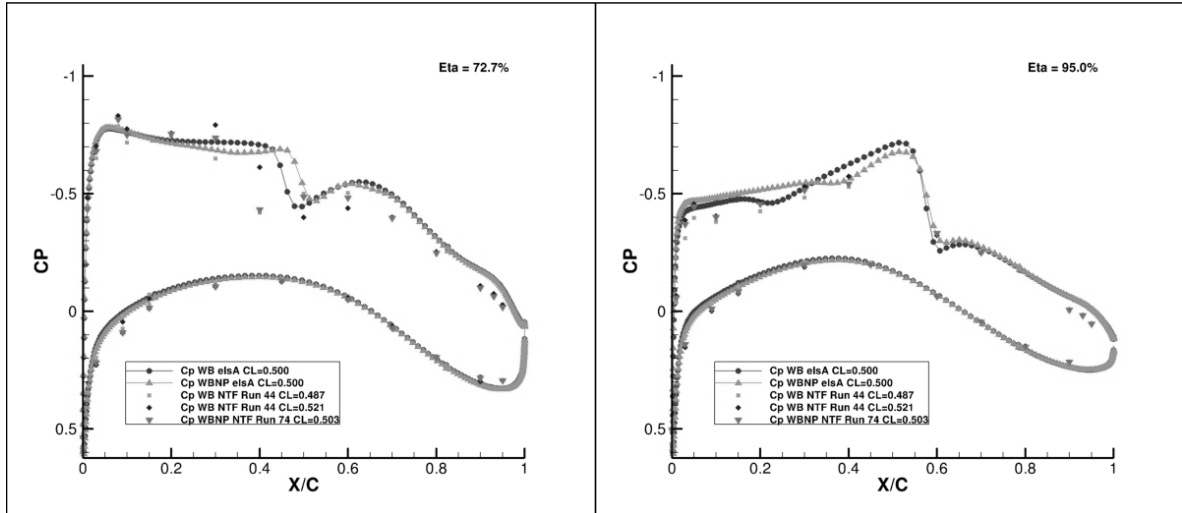 Eta = 72.7%
-1
-0.5
0
0.5
CP
0
0.2
0.4
0.6
0.8
1
X/C
Cp WB elsA CL=0.500
Cp WBNP elsA CL=0.500
Cp WB NTF Run 44 CL=0.487
Cp WB NTF Run 44 CL=0.521
Cp WBNP NTF Run 74 CL=0.503
Eta = 95.0%
-1
-0.5
0
0.5
CP
0
0.2
0.4
0.6
0.8
1
X/C
Cp WB elsA CL=0.500
Cp WBNP elsA CL=0.500
Cp WB NTF Run 44 CL=0.487
Cp WB NTF Run 44 CL=0.521
Cp WBNP NTF Run 74 CL=0.503